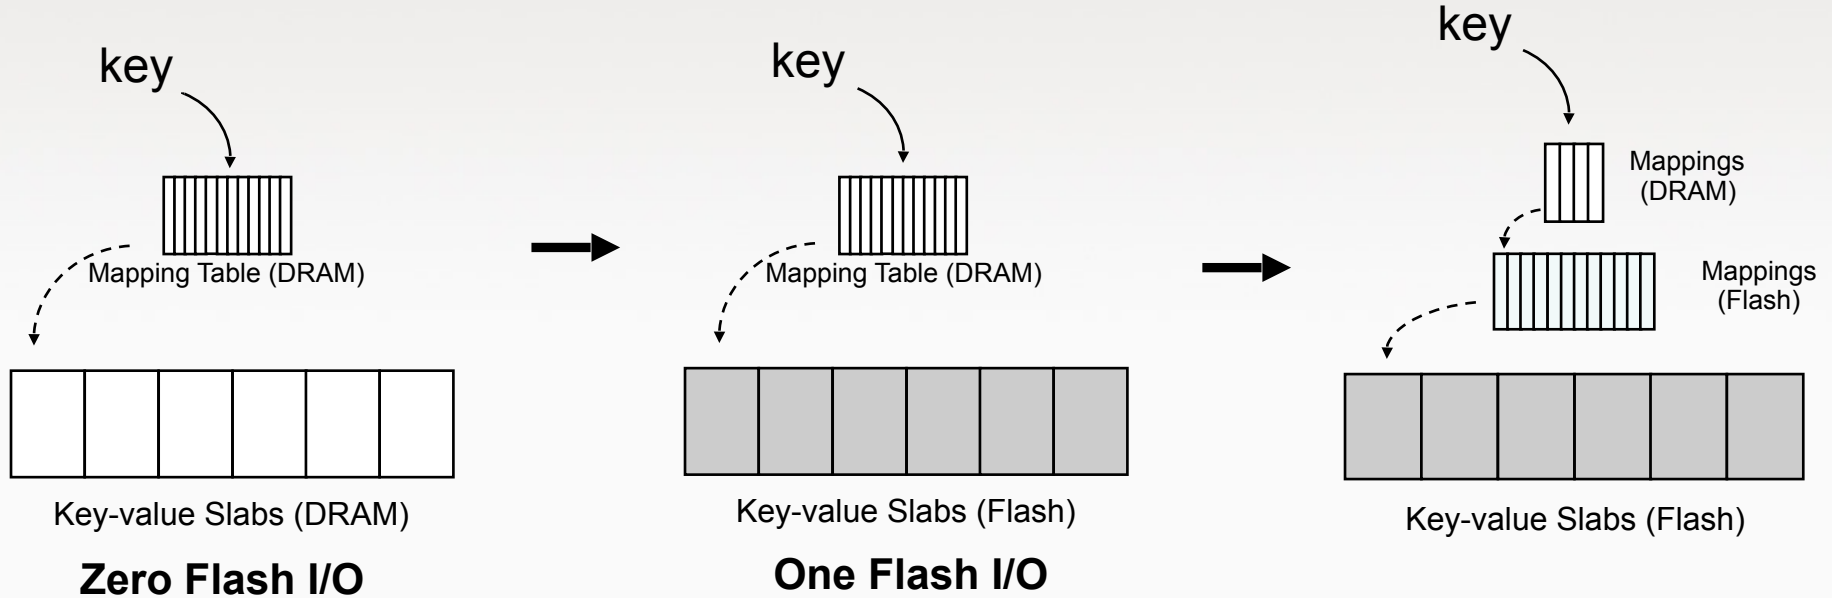 key
Mapping Table (DRAM)
Key-value Slabs (DRAM)
Zero Flash I/O
key
Mapping Table (DRAM)
Key-value Slabs (Flash)
One Flash I/O
key
Mappings
(DRAM)
Mappings
(Flash)
Key-value Slabs (Flash)